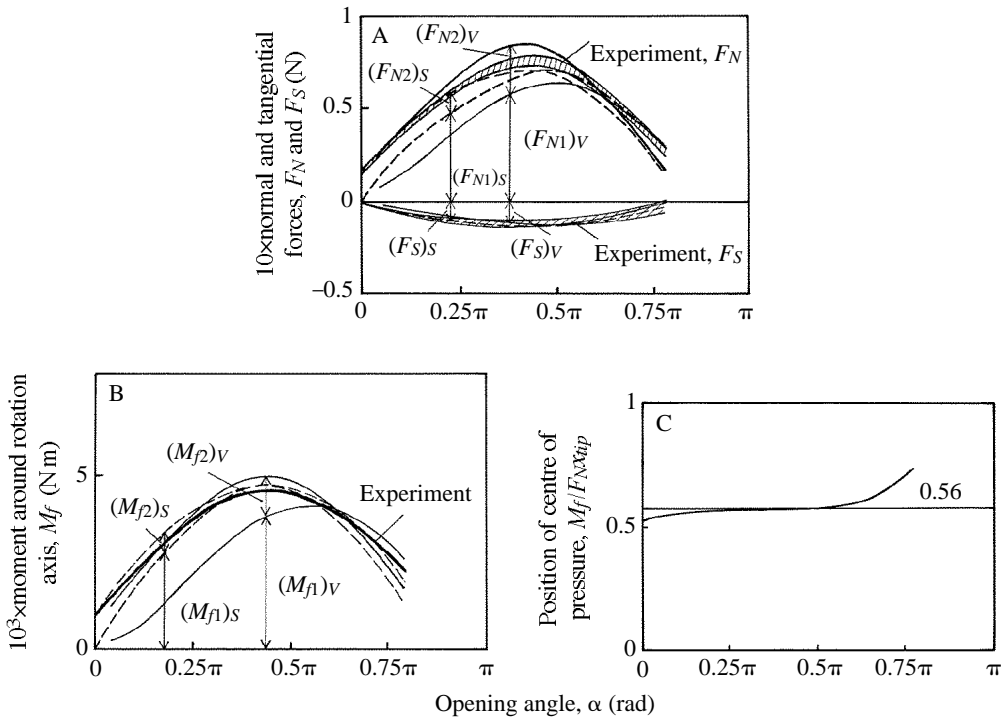 10×normal and tangential
forces, F_N and F_S (N)
1
0.5
0
–0.5
A
(F_N2)_V
(F_N2)_S
Experiment, F_N
(F_N1)_V
(F_N1)_S
(F_S)_S
(F_S)_V
Experiment, F_S
0
0.25π
0.5π
0.75π
π
10³×moment around rotation
axis, M_f (N m)
B
5
0
(M_f2)_V
(M_f2)_S
Experiment
(M_f1)_V
(M_f1)_S
0
0.25π
0.5π
0.75π
π
Position of centre of
pressure, M_f/F_Nx_tip
1
0.5
0
C
0.56
0
0.25π
0.5π
0.75π
π
Opening angle, α (rad)